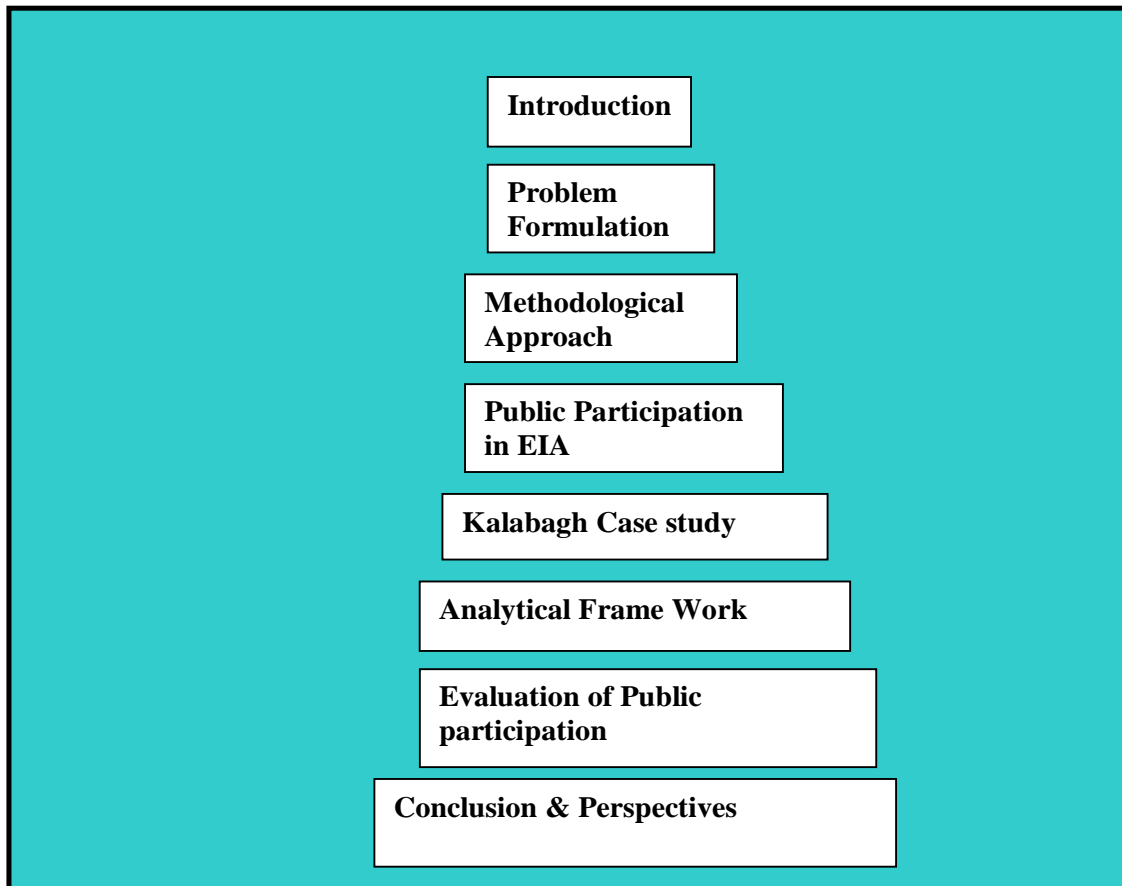 Introduction
Problem
Formulation
Methodological
Approach
Public Participation
in EIA
Kalabagh Case study
Analytical Frame Work
Evaluation of Public
participation
Conclusion & Perspectives